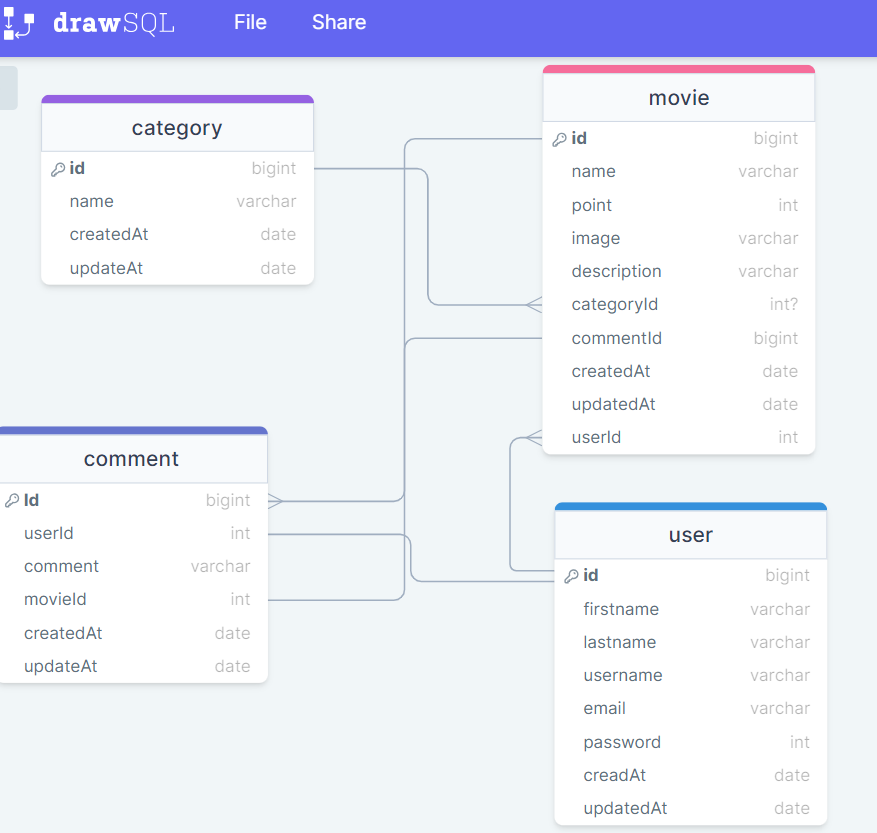 drawSQL File Share
category
id bigint
name varchar
createdAt date
updateAt date
movie
id bigint
name varchar
point int
image varchar
description varchar
categoryId int?
commentId bigint
createdAt date
updatedAt date
userId int
comment
Id bigint
userId int
comment varchar
movieId int
createdAt date
updateAt date
user
id bigint
firstname varchar
lastname varchar
username varchar
email varchar
password int
creadAt date
updatedAt date